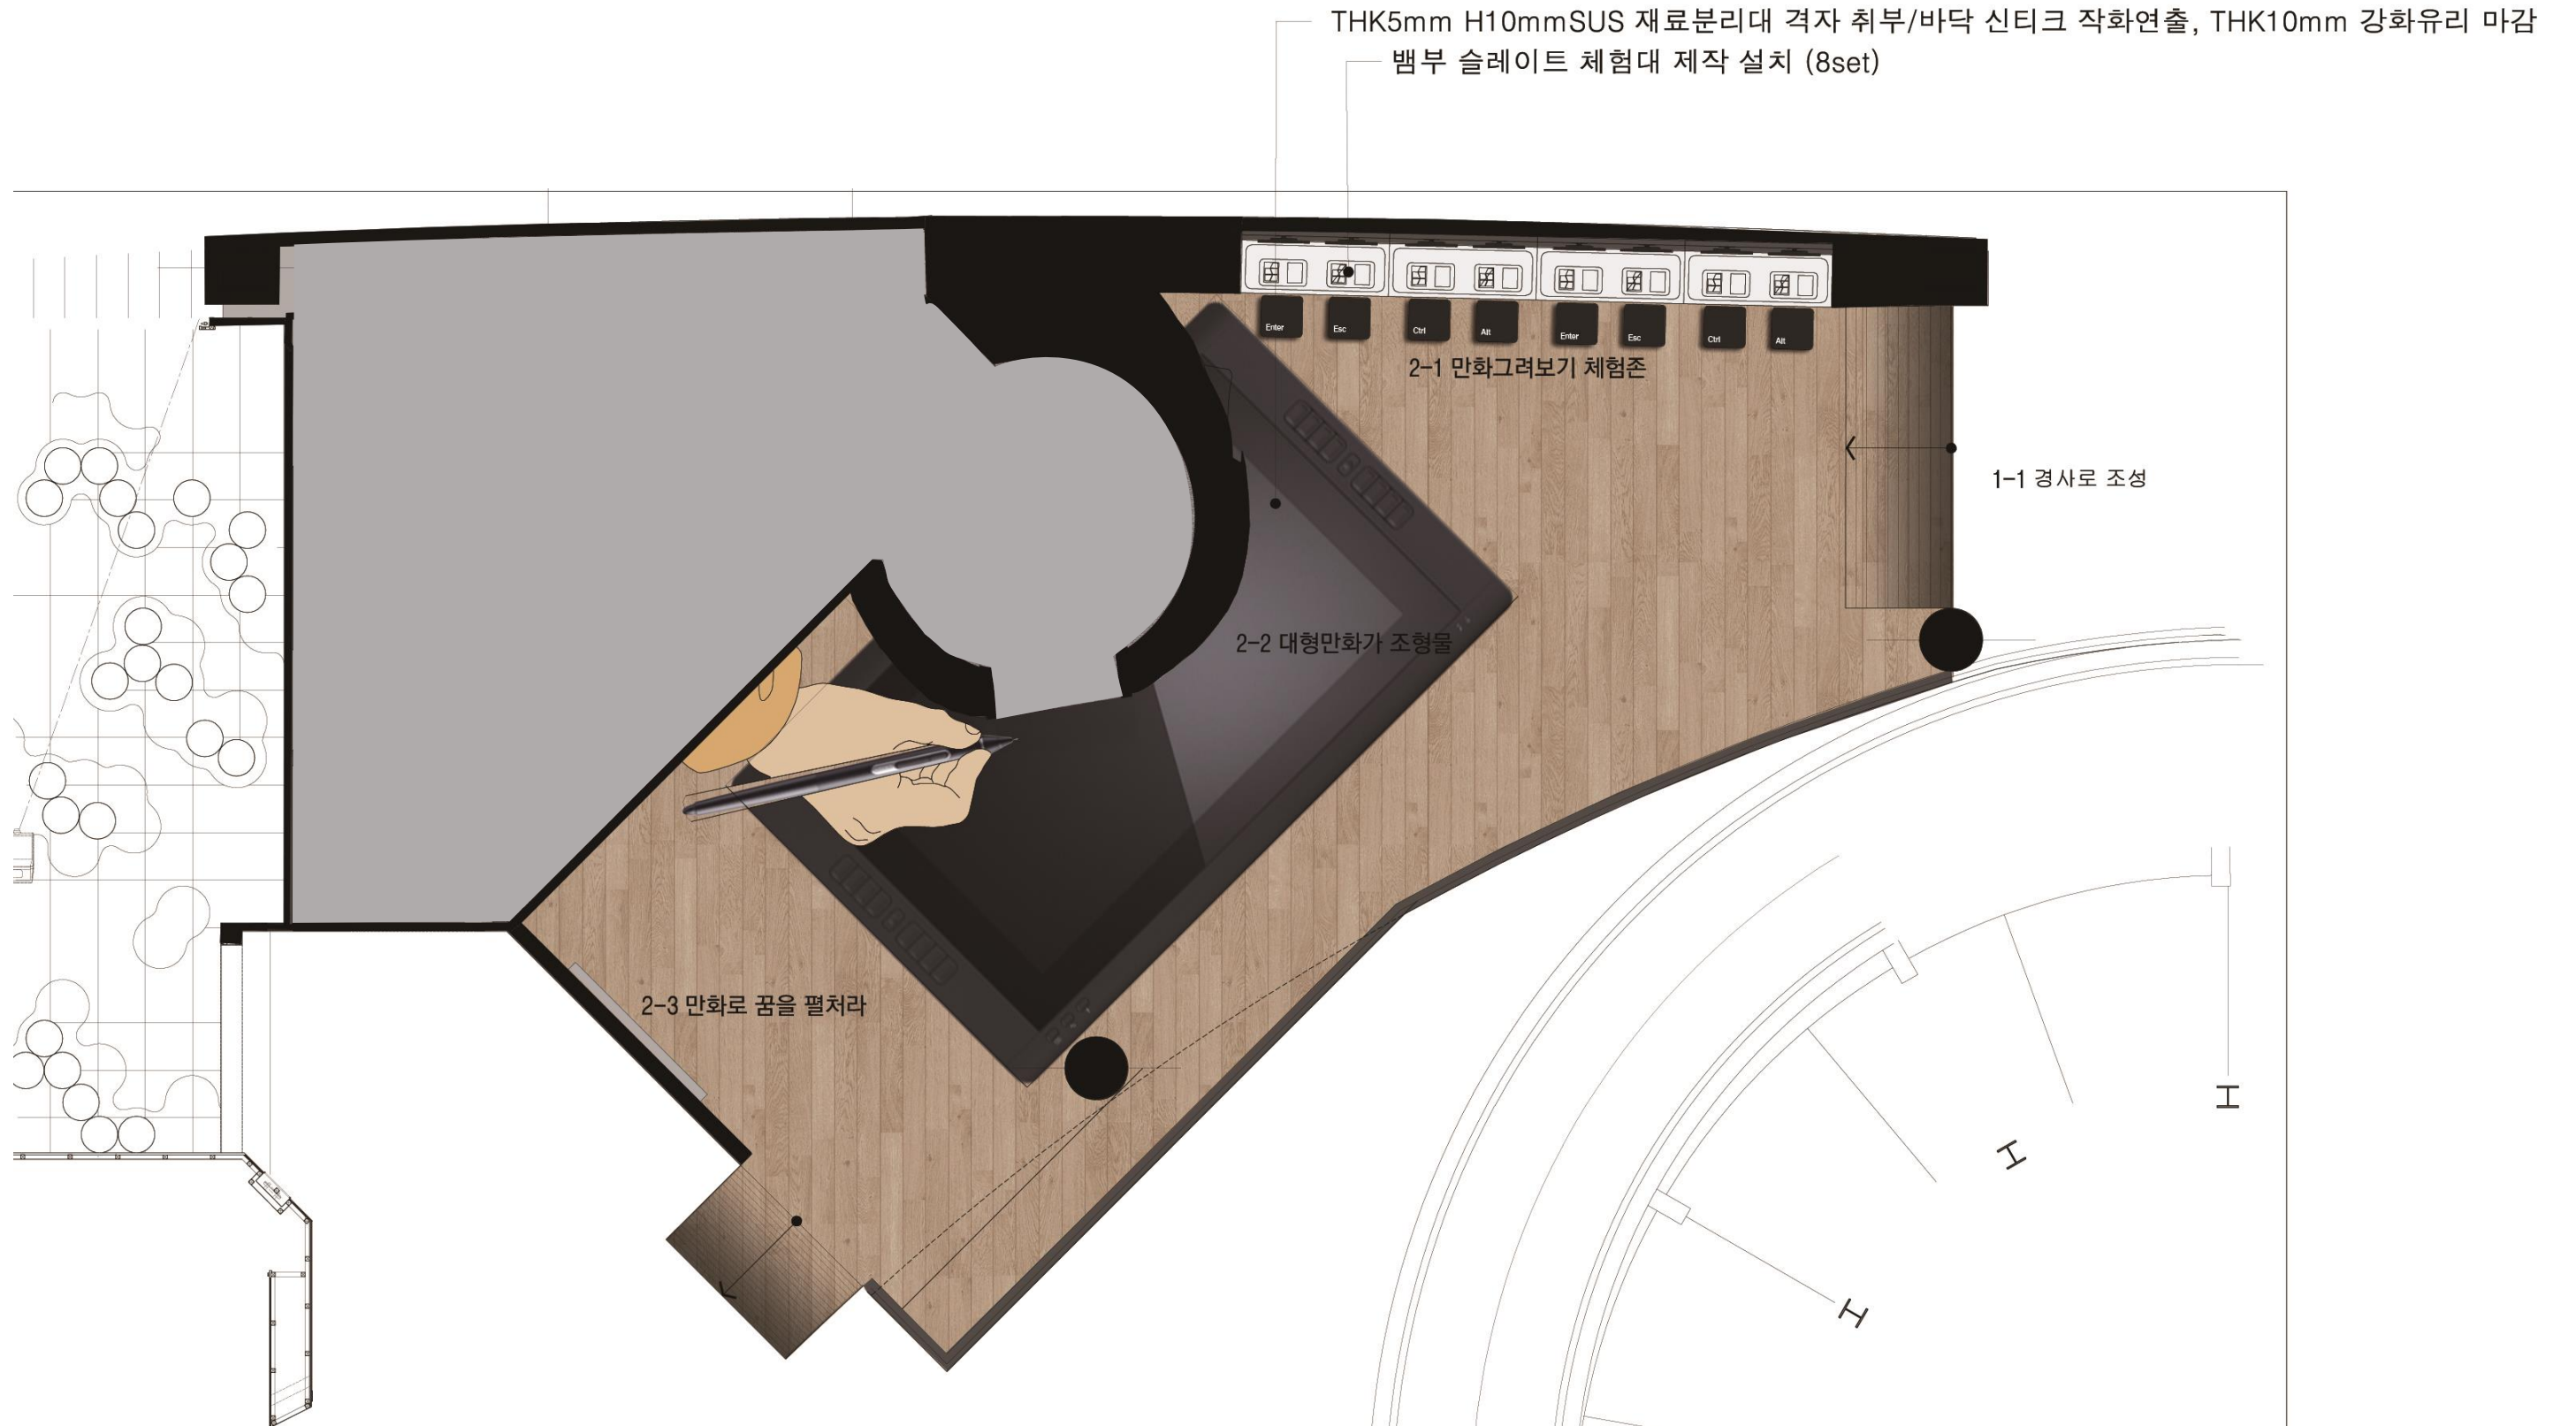 THK5mm H10mmSUS 재료분리대 격자 취부/바닥 신티크 작화연출, THK10mm 강화유리 마감
뱀부 슬레이트 체험대 제작 설치 (8set)
Enter
Esc
Ctrl
Alt
Enter
Esc
Ctrl
Alt
2-1 만화그려보기 체험존
1-1 경사로 조성
2-2 대형만화가 조형물
2-3 만화로 꿈을 펼처라